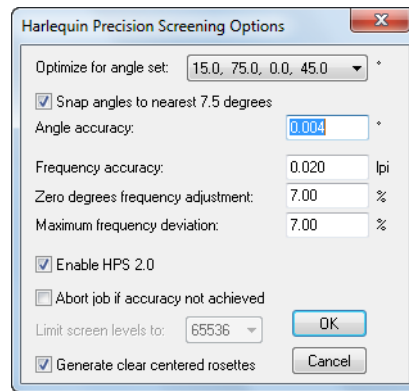 Harlequin Precision Screening Options
Optimize for angle set: 15.0, 75.0, 0.0, 45.0 °
Snap angles to nearest 7.5 degrees
Angle accuracy: 0.004 °
Frequency accuracy: 0.020 lpi
Zero degrees frequency adjustment: 7.00 %
Maximum frequency deviation: 7.00 %
Enable HPS 2.0
Abort job if accuracy not achieved
Limit screen levels to: 65536 OK
Generate clear centered rosettes Cancel